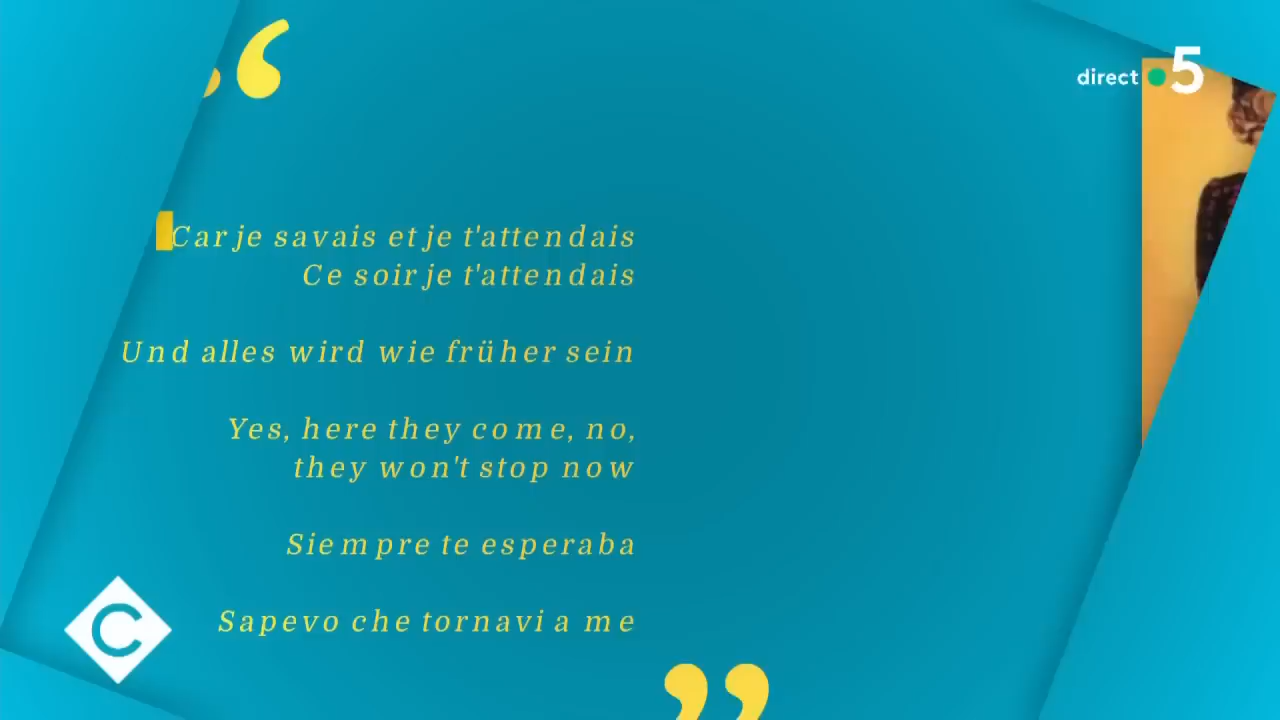 “
direct 5
Car je savais et je t'attendais
Ce soir je t'attendais
Und alles wird wie früher sein
Yes, here they come, no,
they won't stop now
Siempre te esperaba
Sapevo che tornavi a me
C
”